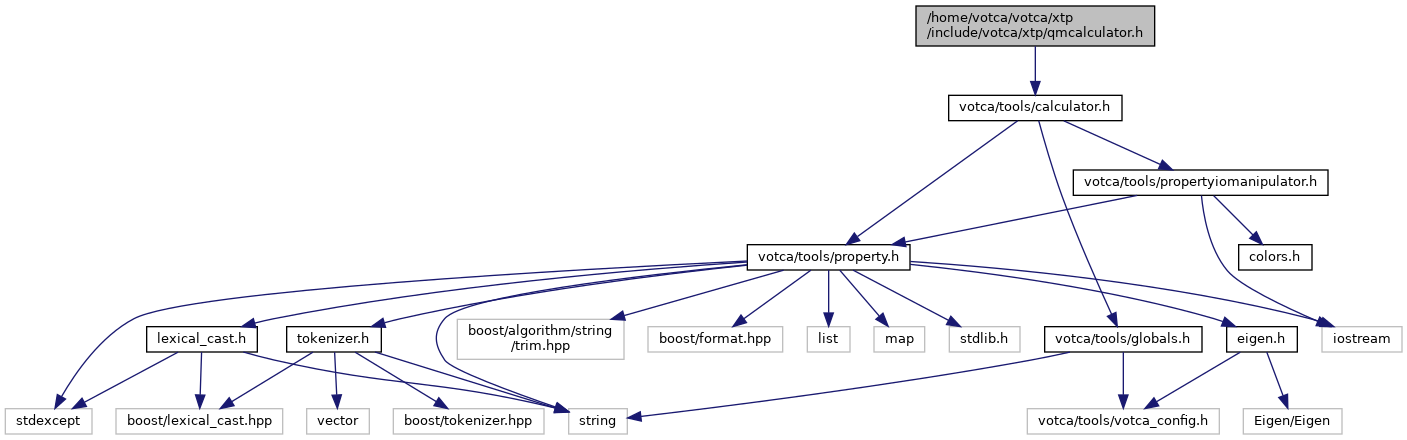 /home/votca/votca/xtp
/include/votca/xtp/qmcalculator.h
votca/tools/calculator.h
votca/tools/propertyiomanipulator.h
votca/tools/property.h
colors.h
lexical_cast.h
tokenizer.h
boost/algorithm/string
/trim.hpp
boost/format.hpp
list
map
stdlib.h
votca/tools/globals.h
eigen.h
iostream
stdexcept
boost/lexical_cast.hpp
vector
boost/tokenizer.hpp
string
votca/tools/votca_config.h
Eigen/Eigen